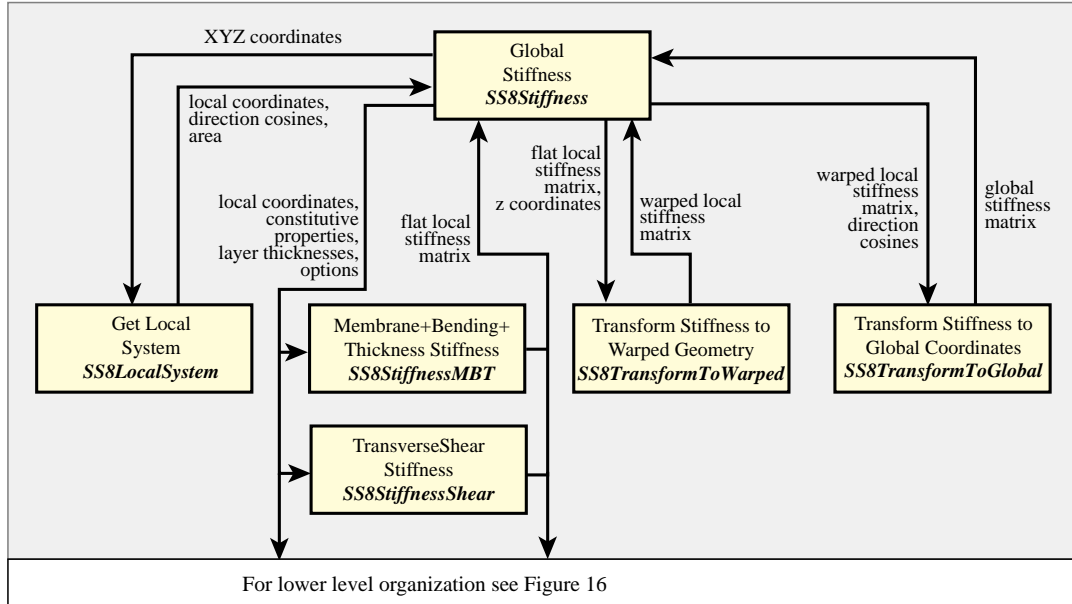 XYZ coordinates
Global
Stiffness
SS8Stiffness
local coordinates,
direction cosines,
area
local coordinates,
constitutive
properties,
layer thicknesses,
options
flat local
stiffness
matrix
flat local
stiffness
matrix,
z coordinates
warped local
stiffness
matrix
warped local
stiffness
matrix,
direction
cosines
global
stiffness
matrix
Get Local
System
SS8LocalSystem
Membrane+Bending+
Thickness Stiffness
SS8StiffnessMBT
Transform Stiffness to
Warped Geometry
SS8TransformToWarped
Transform Stiffness to
Global Coordinates
SS8TransformToGlobal
TransverseShear
Stiffness
SS8StiffnessShear
For lower level organization see Figure 16